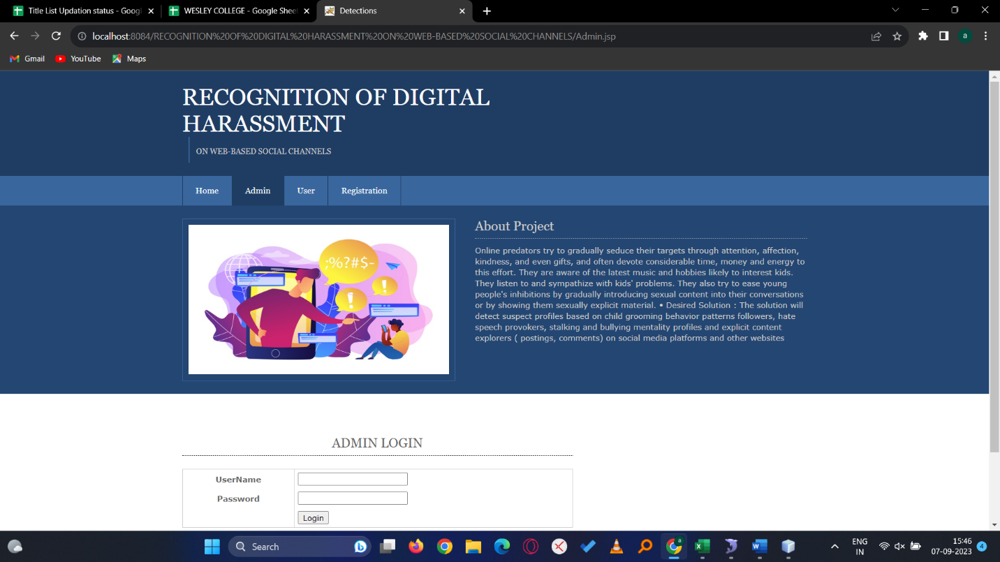 Title List Updation status - Googl
WESLEY COLLEGE - Google Sheet
Detections
localhost:8084/RECOGNITION%20OF%20DIGITAL%20HARASSMENT%20ON%20WEB-BASED%20SOCIAL%20CHANNELS/Admin.jsp
a
Gmail
YouTube
Maps
RECOGNITION OF DIGITAL
HARASSMENT
ON WEB-BASED SOCIAL CHANNELS
Home
Admin
User
Registration
;%?#$-
!
!
About Project
Online predators try to gradually seduce their targets through attention, affection,
kindness, and even gifts, and often devote considerable time, money and energy to
this effort. They are aware of the latest music and hobbies likely to interest kids.
They listen to and sympathize with kids' problems. They also try to ease young
people's inhibitions by gradually introducing sexual content into their conversations
or by showing them sexually explicit material. • Desired Solution : The solution will
detect suspect profiles based on child grooming behavior patterns followers, hate
speech provokers, stalking and bullying mentality profiles and explicit content
explorers ( postings, comments) on social media platforms and other websites
ADMIN LOGIN
UserName
Password
Login
Search
a
ENG
IN
15:46
07-09-2023
4